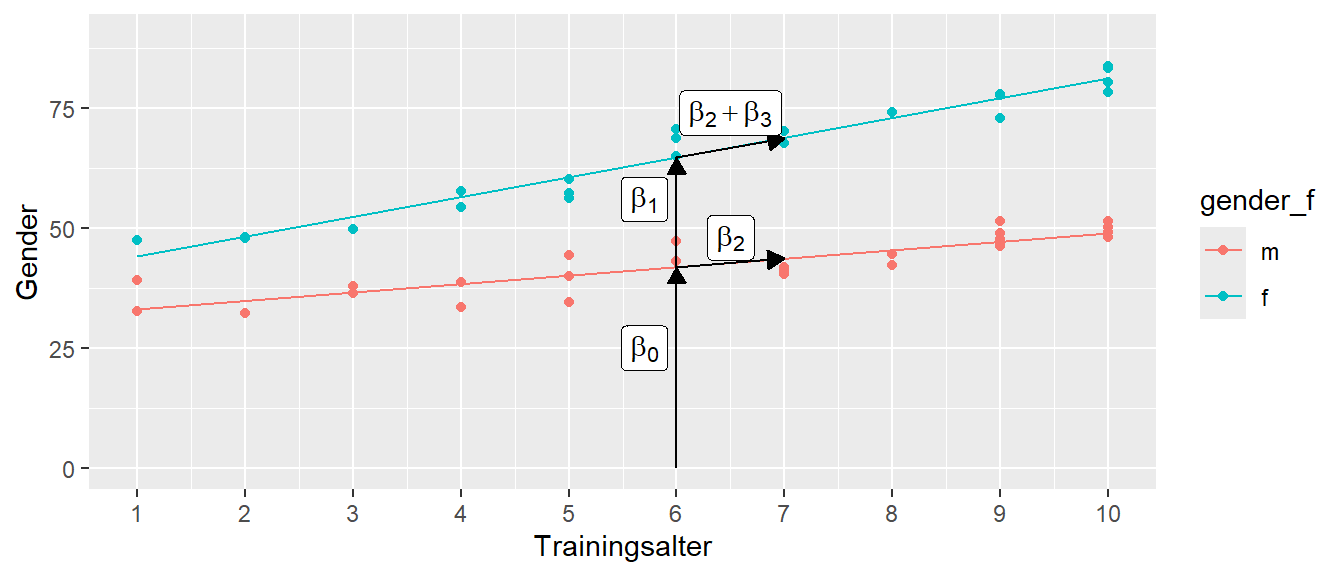 75
50
25
0
Gender
β₂+β₃
β₁
β₂
β₀
1 2 3 4 5 6 7 8 9 10
Trainingsalter
gender_f
m
f